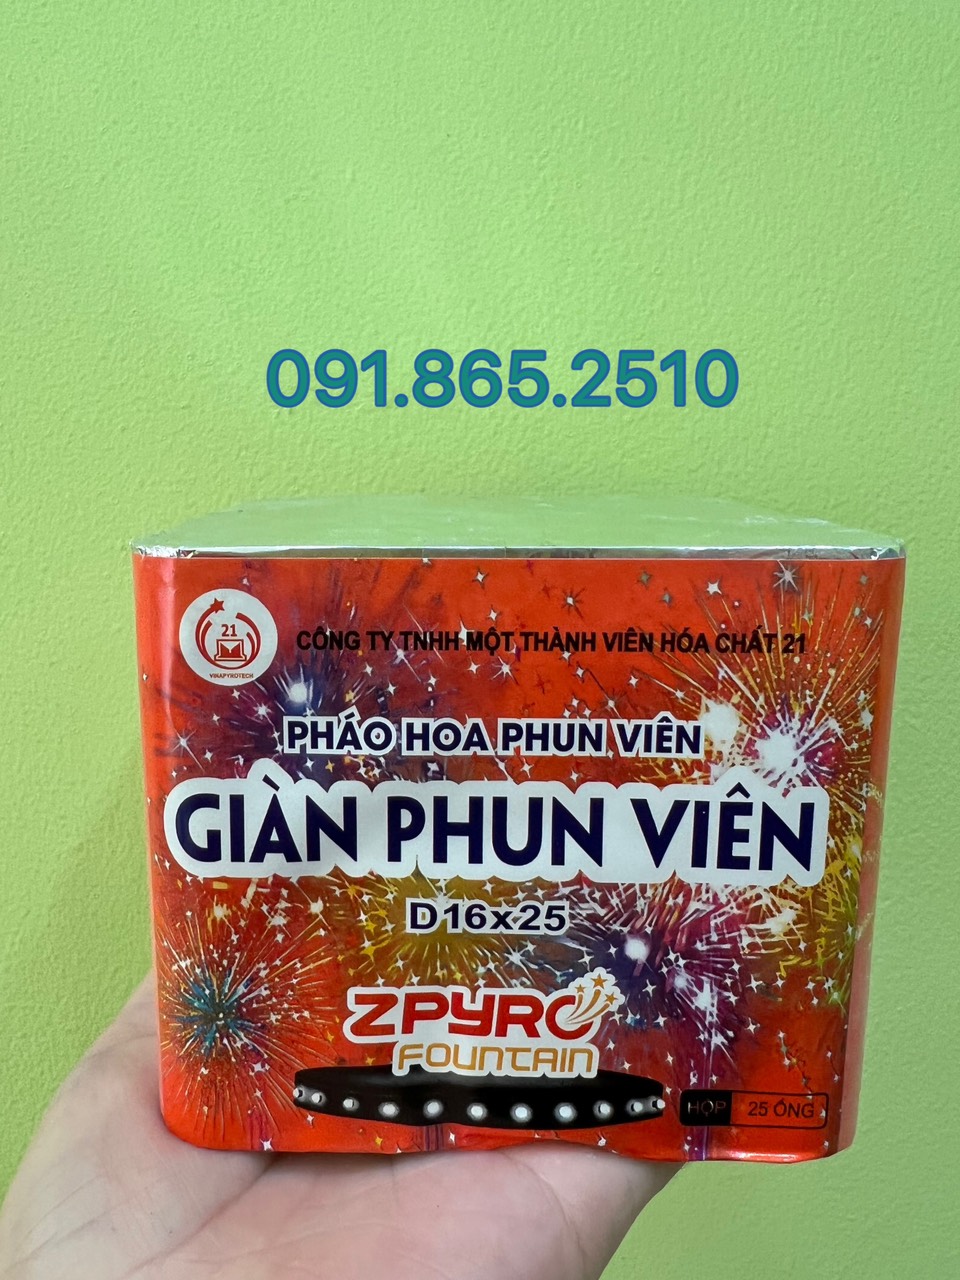 091.865.2510
21
VINAPYROTECH
CÔNG TY TNHH MỘT THÀNH VIÊN HÓA CHẤT 21
PHÁO HOA PHUN VIÊN
GIÀN PHUN VIÊN
D16x25
ZPYRO
FOUNTAIN
HỘP 25 ỐNG